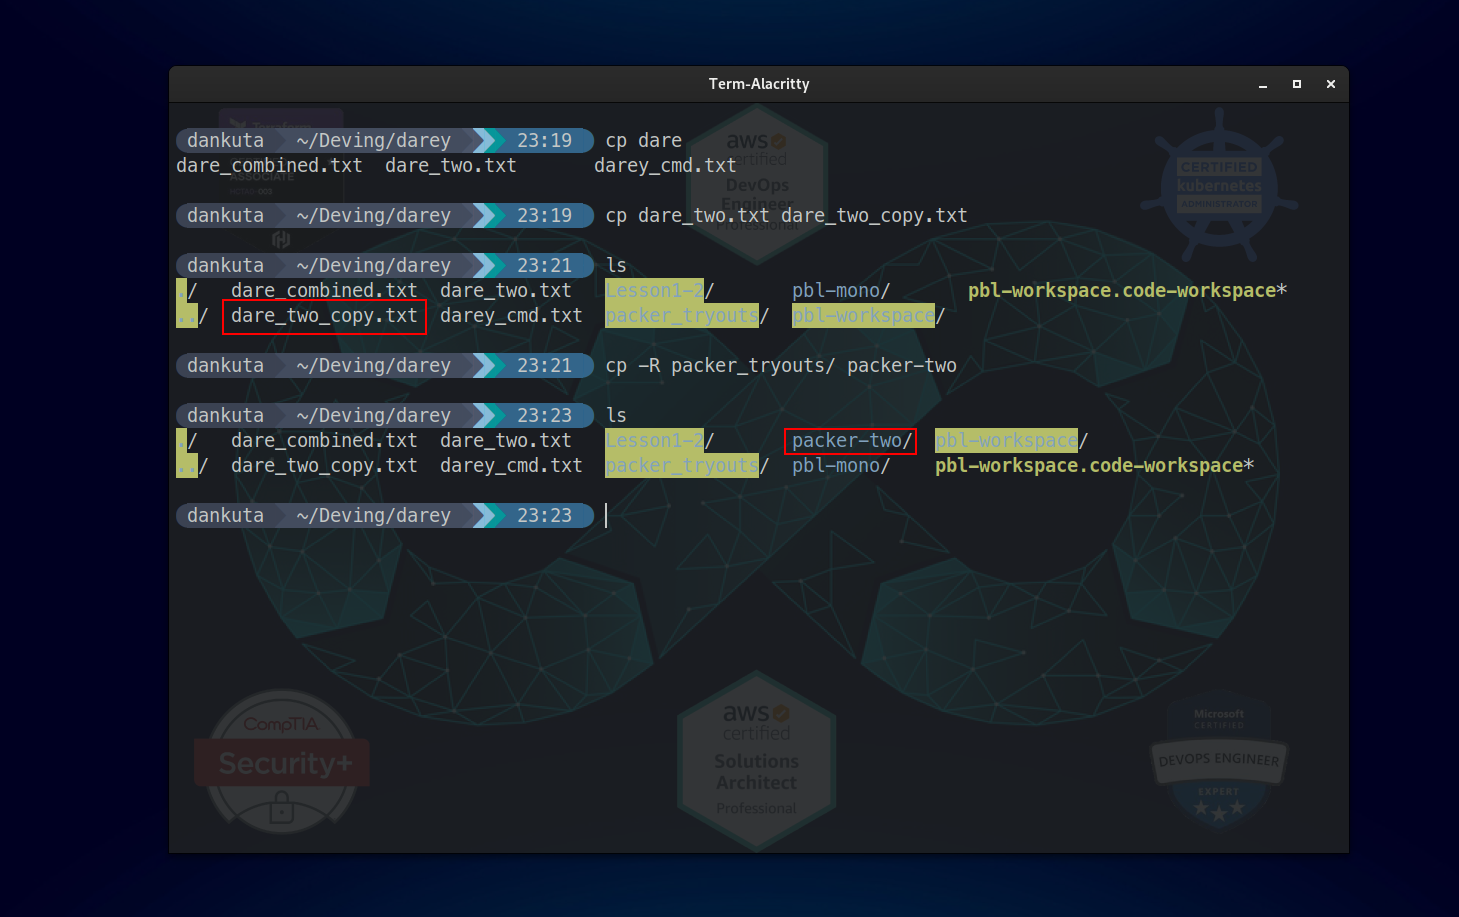 Term-Alacritty
dankuta ~/Deving/darey 23:19 cp dare
dare_combined.txt dare_two.txt darey_cmd.txt
dankuta ~/Deving/darey 23:19 cp dare_two.txt dare_two_copy.txt
dankuta ~/Deving/darey 23:21 ls
./ dare_combined.txt dare_two.txt Lesson1-2/ pbl-mono/ pbl-workspace.code-workspace*
../ dare_two_copy.txt darey_cmd.txt packer_tryouts/ pbl-workspace/
dankuta ~/Deving/darey 23:21 cp -R packer_tryouts/ packer-two
dankuta ~/Deving/darey 23:23 ls
./ dare_combined.txt dare_two.txt Lesson1-2/ packer-two/ pbl-workspace/
../ dare_two_copy.txt darey_cmd.txt packer_tryouts/ pbl-mono/ pbl-workspace.code-workspace*
dankuta ~/Deving/darey 23:23
aws
certified
DevOps
Engineer
Professional
CERTIFIED
kubernetes
ADMINISTRATOR
CompTIA
Security+
aws
certified
Solutions
Architect
Professional
Microsoft
CERTIFIED
DEVOPS ENGINEER
EXPERT